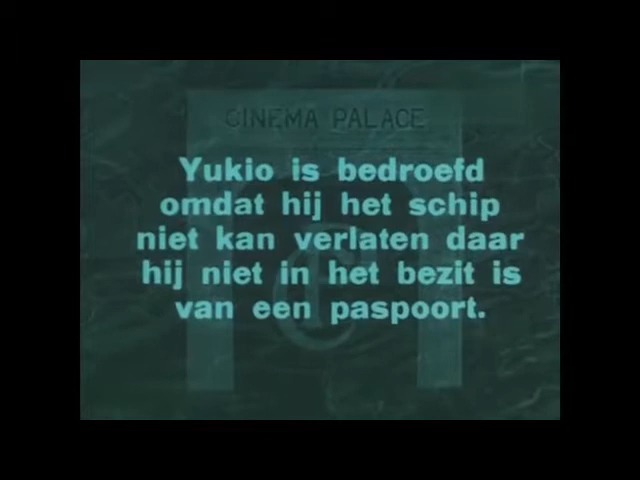 CINEMA PALACE
Yukio is bedroefd
omdat hij het schip
niet kan verlaten daar
hij niet in het bezit is
van een paspoort.